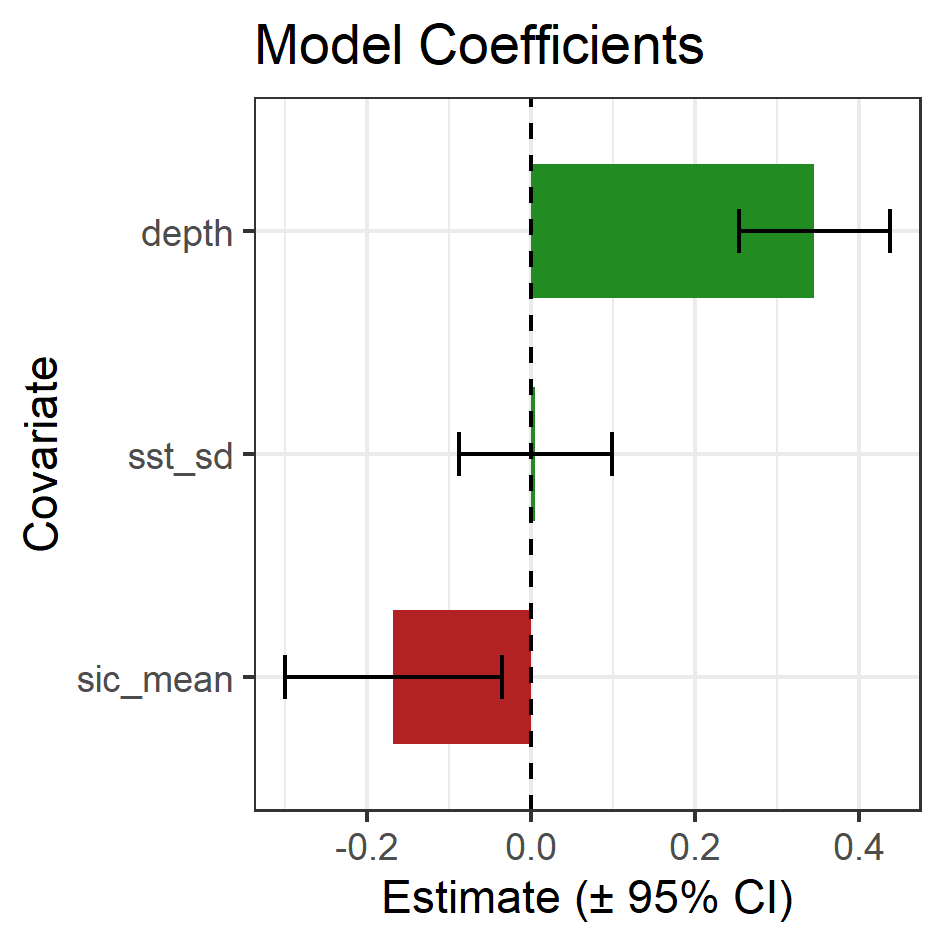 Model Coefficients
Covariate
depth
sst_sd
sic_mean
-0.2 0.0 0.2 0.4
Estimate (± 95% CI)